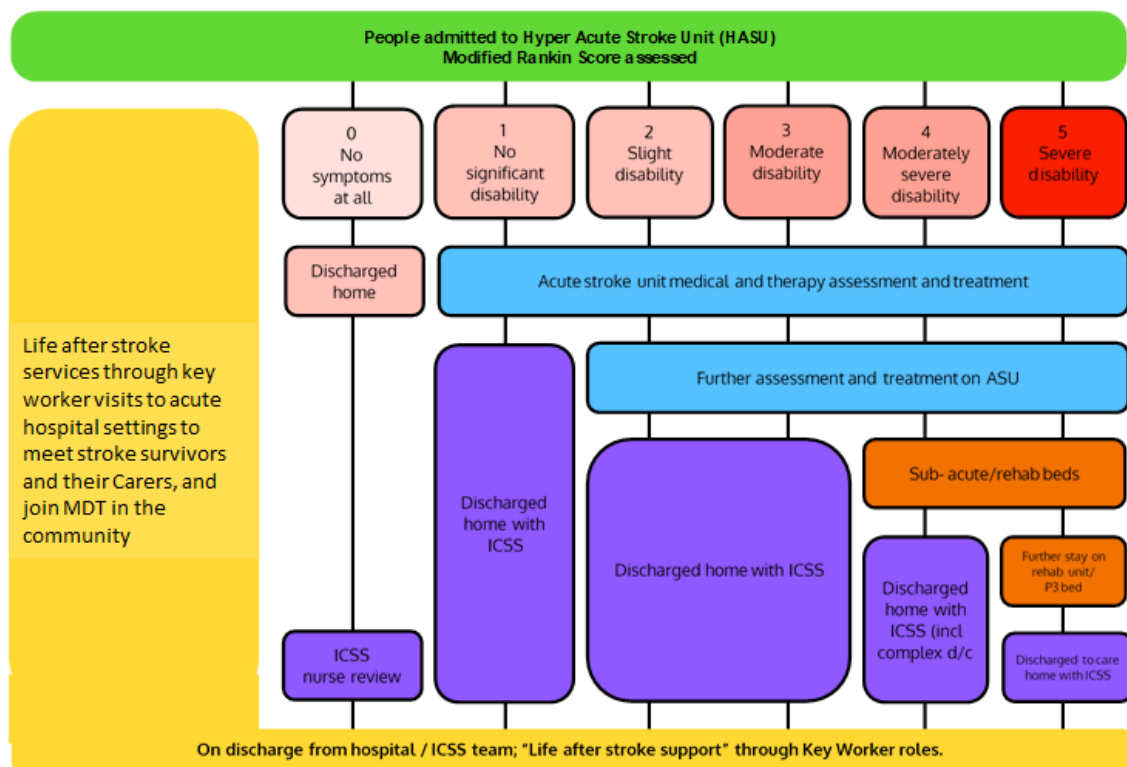 People admitted to Hyper Acute Stroke Unit (HASU)
Modified Rankin Score assessed
0
No
symptoms
at all
1
No
significant
disability
2
Slight
disability
3
Moderate
disability
4
Moderately
severe
disability
5
Severe
disability
Discharged
home
Acute stroke unit medical and therapy assessment and treatment
Life after stroke
services through key
worker visits to acute
hospital settings to
meet stroke survivors
and their Carers, and
join MDT in the
community
Further assessment and treatment on ASU
Discharged
home with
ICSS
Discharged home with ICSS
Sub- acute/rehab beds
Discharged
home with
ICSS (incl
complex d/c
Further stay on
rehab unit/
P3 bed
ICSS
nurse review
Discharged to care
home with ICSS
On discharge from hospital / ICSS team; "Life after stroke support" through Key Worker roles.